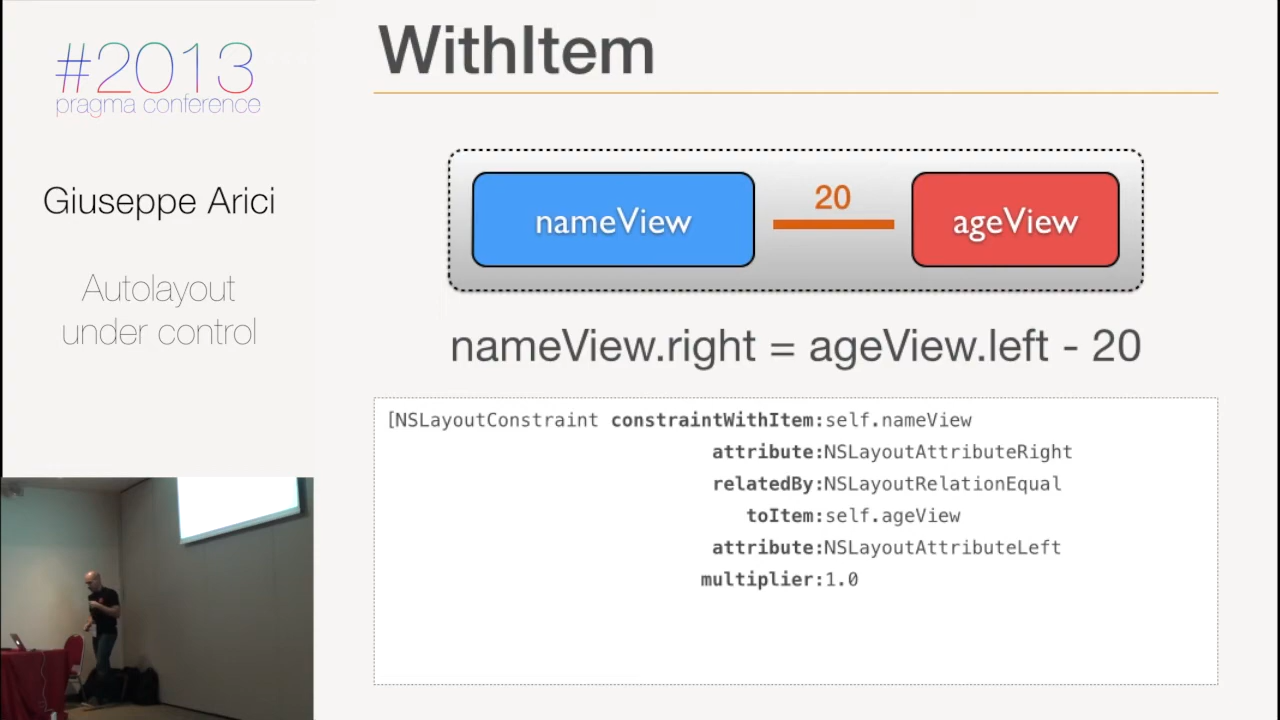 #2013
pragma conference
Giuseppe Arici
Autolayout
under control
WithItem
nameView
20
ageView
nameView.right = ageView.left - 20
[NSLayoutConstraint constraintWithItem:self.nameView
attribute:NSLayoutAttributeRight
relatedBy:NSLayoutRelationEqual
toItem:self.ageView
attribute:NSLayoutAttributeLeft
multiplier:1.0